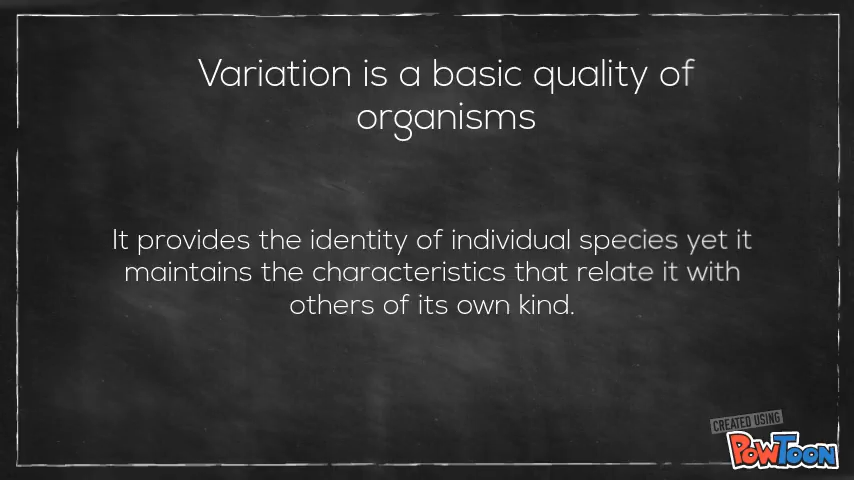 Variation is a basic quality of
organisms
It provides the identity of individual species yet it
maintains the characteristics that relate it with
others of its own kind.
CREATED USING
POWTOON